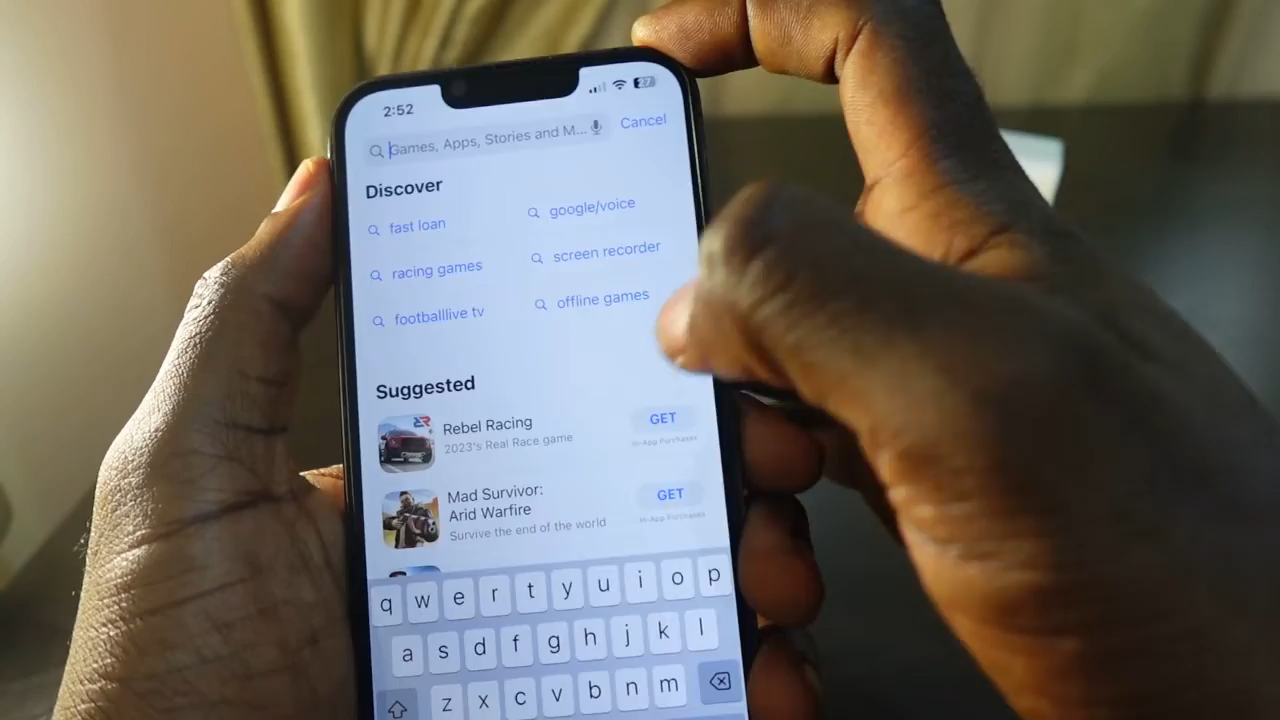 2:52
27
Games, Apps, Stories and M...
Cancel
Discover
fast loan
google/voice
racing games
screen recorder
footballlive tv
offline games
Suggested
Rebel Racing
2023's Real Race game
GET
In-App Purchases
Mad Survivor:
Arid Warfire
Survive the end of the world
GET
In-App Purchases
q w e r t y u i o p
a s d f g h j k l
z x c v b n m